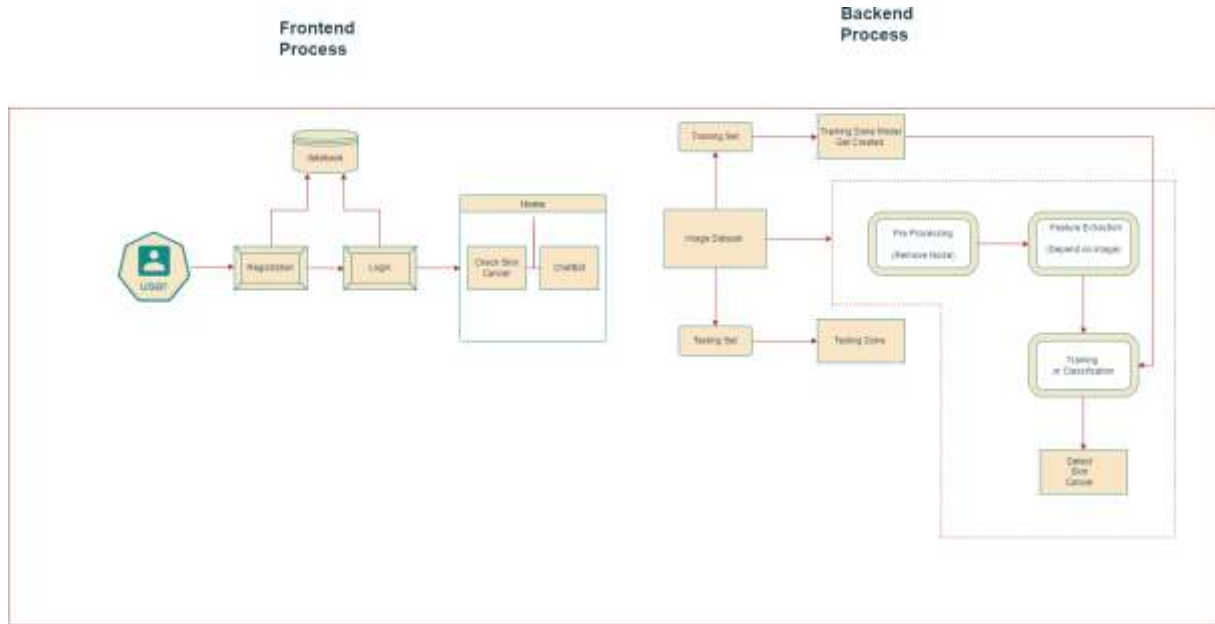 Frontend
Process
Backend
Process
database
USER
Registration
Login
Home
Check Skin
Cancer
ChatBot
Training Set
Training Done Model
Get Created
Image Dataset
Pre Processing
(Remove Noise)
Feature Extraction
(Depend on Image)
Testing Set
Testing Done
Training
or Classification
Detect
Skin
Cancer